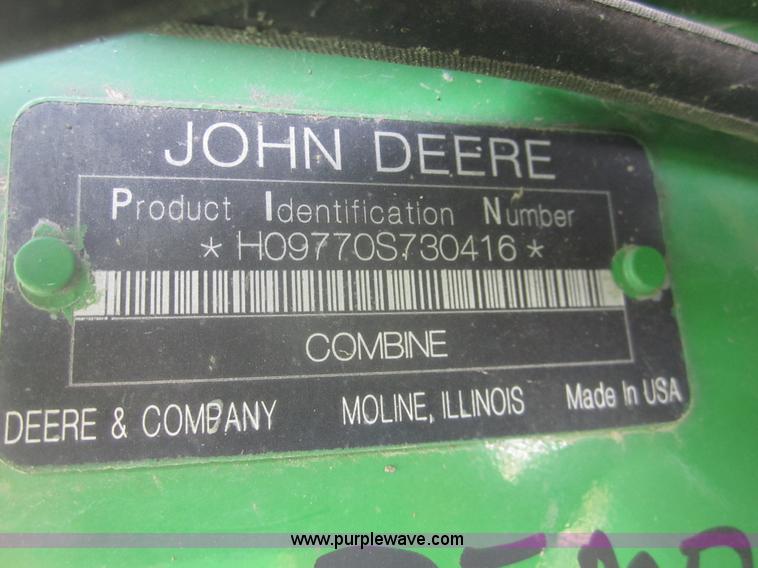 JOHN DEERE
Product Identification Number
* H09770S730416 *
COMBINE
DEERE & COMPANY MOLINE, ILLINOIS Made In USA
www.purplewave.com